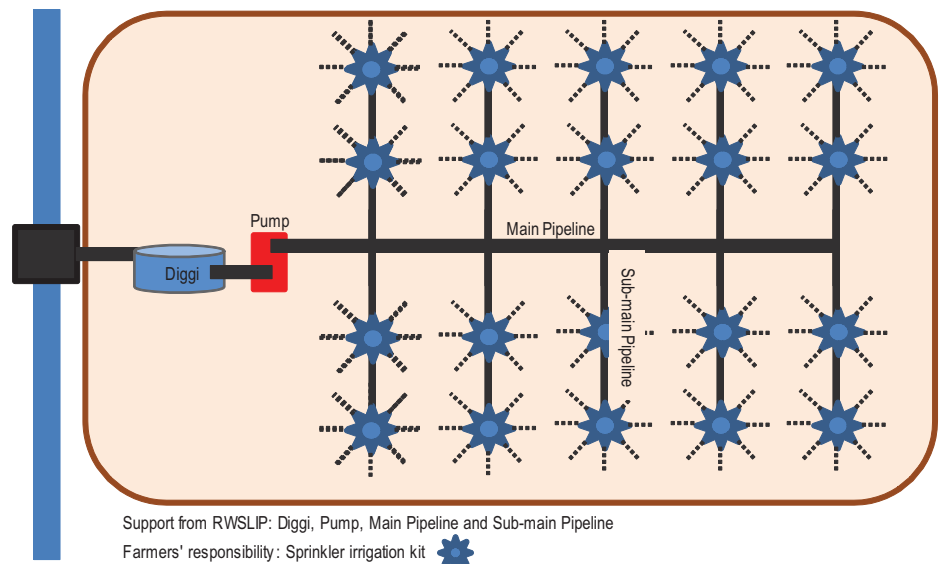 Pump
Main Pipeline
Diggi
Sub-main Pipeline
Support from RWSLIP: Diggi, Pump, Main Pipeline and Sub-main Pipeline
Farmers' responsibility: Sprinkler irrigation kit